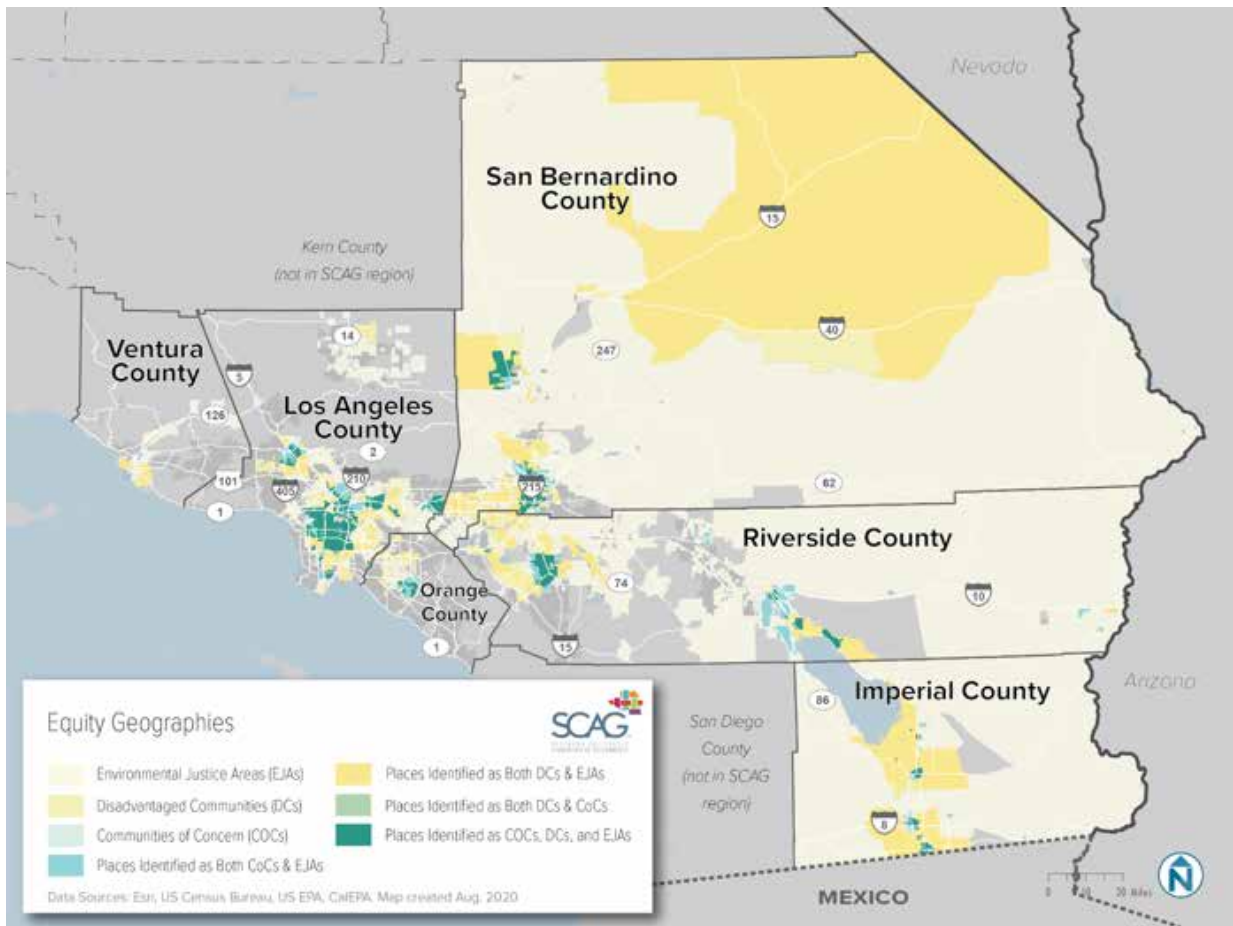 Nevada
San Bernardino
County
15
Kern County
(not in SCAG
region)
14
40
247
Ventura
County
5
Los Angeles
County
126
2
101
405
210
215
62
1
Riverside County
74
10
Orange
County
1
15
Imperial County
86
Arizona
San Diego
County
(not in SCAG
region)
8
MEXICO
N
0
30 Miles
Equity Geographies
SCAG
Environmental Justice Areas (EJAs)
Disadvantaged Communities (DCs)
Communities of Concern (COCs)
Places Identified as Both CoCs & EJAs
Places Identified as Both DCs & EJAs
Places Identified as Both DCs & CoCs
Places Identified as COCs, DCs, and EJAs
Data Sources: Esri, US Census Bureau, US EPA, CalEPA. Map created Aug. 2020